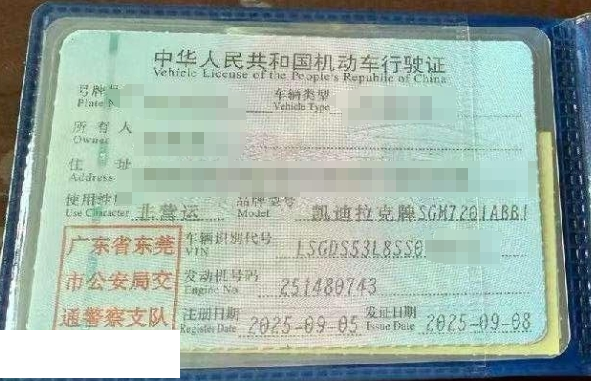 中华人民共和国机动车行驶证
Vehicle License of the People's Republic of China
号牌
Plate
车辆类型
Vehicle Type
所有人
Owner
住址
Address
使用性
Use Character
非营运
品牌型号
Model
凯迪拉克牌SGM7201ABB1
广东省东莞
市公安局交
通警察支队
车辆识别代号
VIN
LSGDS53L8SS0
发动机号码
Engine No
251480743
注册日期
Register Date
2025-09-05
发证日期
Issue Date
2025-09-08